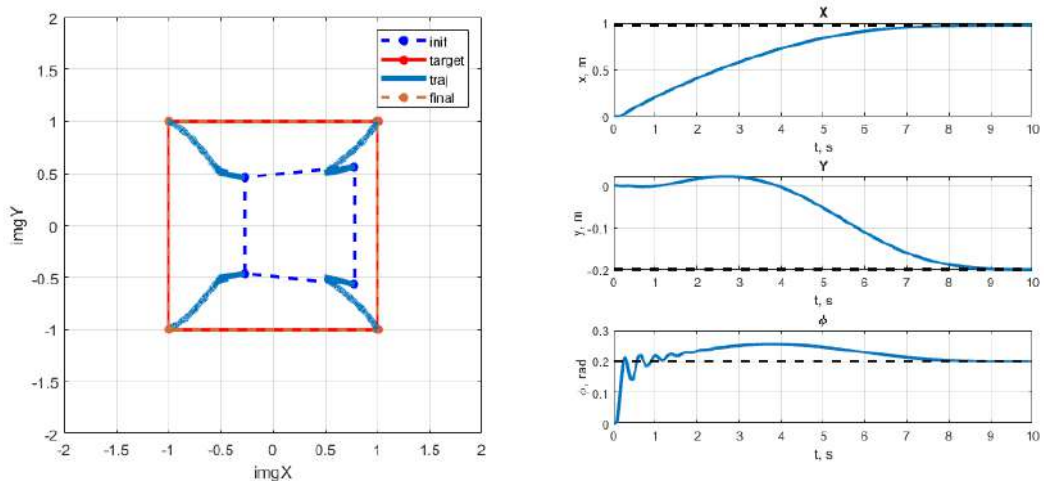 2
1.5
1
0.5
0
-0.5
-1
-1.5
-2
imgY
-2 -1.5 -1 -0.5 0 0.5 1 1.5 2
imgX
init
target
traj
final
X
1
0.5
0
x, m
0 1 2 3 4 5 6 7 8 9 10
t, s
Y
0
-0.1
-0.2
y, m
0 1 2 3 4 5 6 7 8 9 10
t, s
ϕ
0.3
0.2
0.1
0
ϕ, rad
0 1 2 3 4 5 6 7 8 9 10
t, s